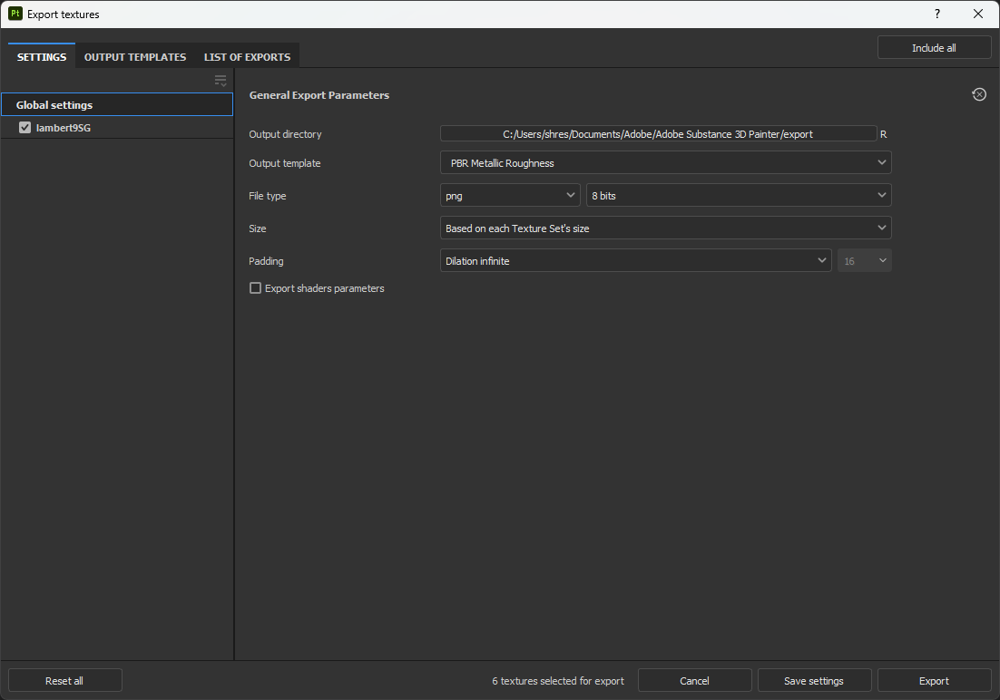 Pt Export textures ?
SETTINGS OUTPUT TEMPLATES LIST OF EXPORTS Include all
Global settings
lambert9SG
General Export Parameters
Output directory C:/Users/shres/Documents/Adobe/Adobe Substance 3D Painter/export R
Output template PBR Metallic Roughness
File type png 8 bits
Size Based on each Texture Set's size
Padding Dilation infinite 16
Export shaders parameters
Reset all 6 textures selected for export Cancel Save settings Export